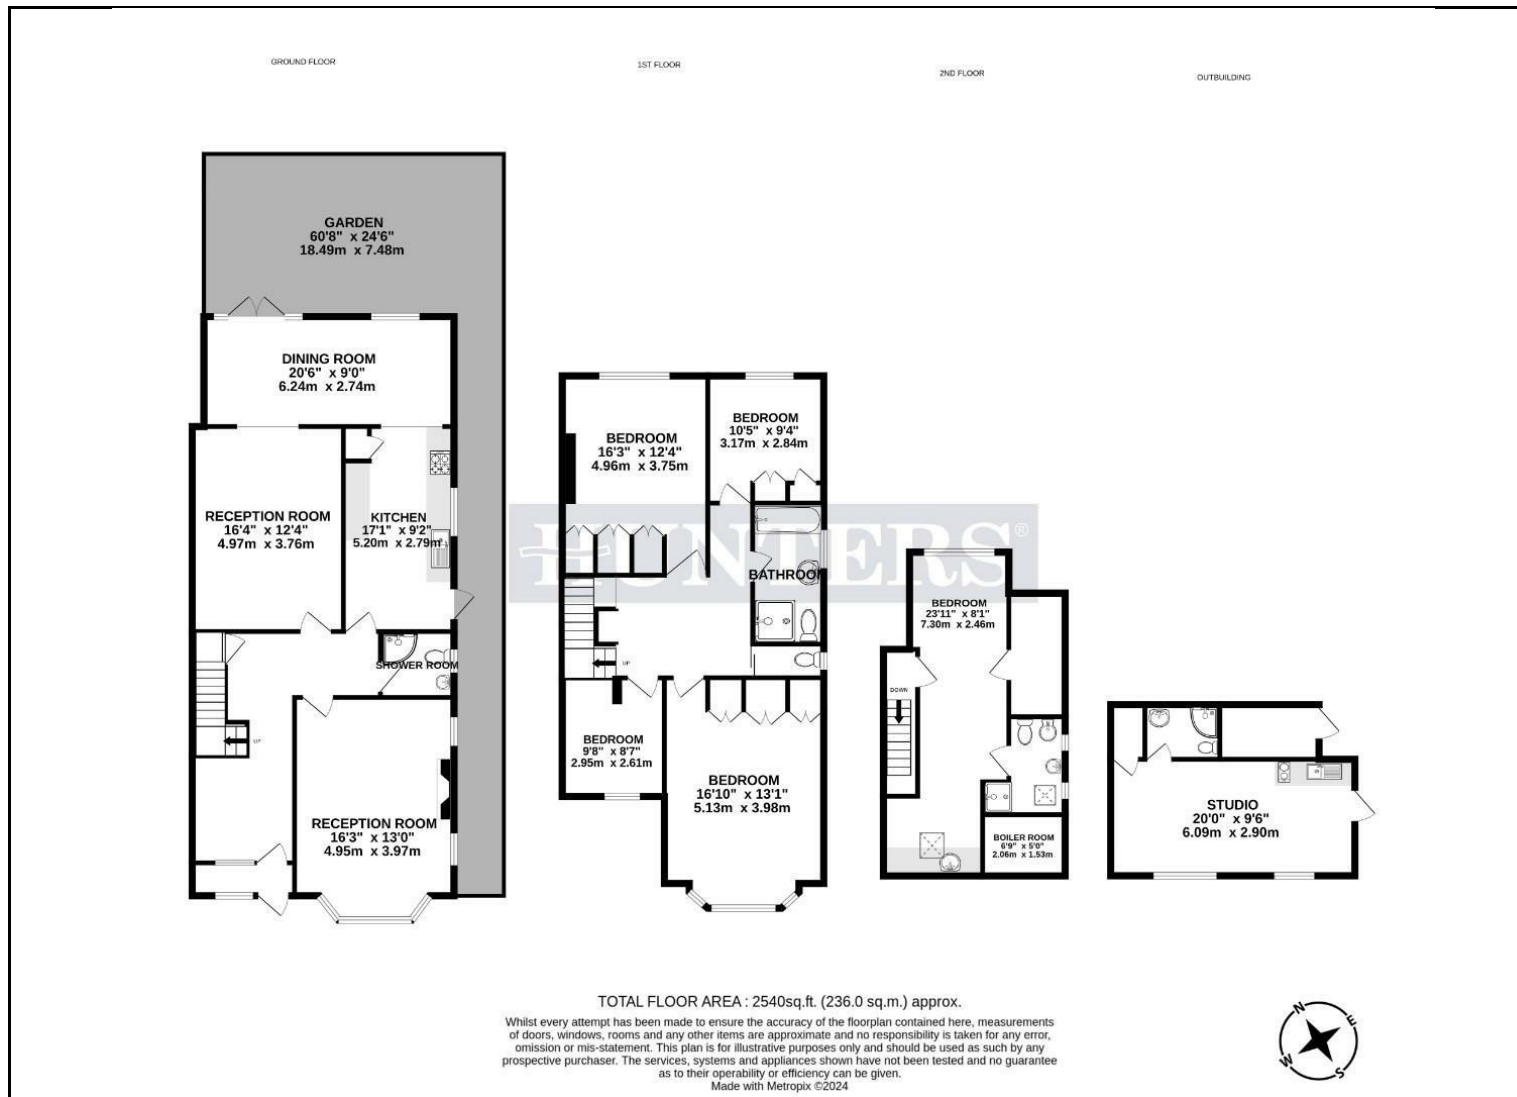 GROUND FLOOR
1ST FLOOR
2ND FLOOR
OUTBUILDING
GARDEN
60'8" x 24'6"
18.49m x 7.48m
DINING ROOM
20'6" x 9'0"
6.24m x 2.74m
RECEPTION ROOM
16'4" x 12'4"
4.97m x 3.76m
KITCHEN
17'1" x 9'2"
5.20m x 2.79m
SHOWER ROOM
UP
RECEPTION ROOM
16'3" x 13'0"
4.95m x 3.97m
BEDROOM
16'3" x 12'4"
4.96m x 3.75m
BEDROOM
10'5" x 9'4"
3.17m x 2.84m
HUNTERS®
BATHROOM
UP
BEDROOM
9'8" x 8'7"
2.95m x 2.61m
BEDROOM
16'10" x 13'1"
5.13m x 3.98m
BEDROOM
23'11" x 8'1"
7.30m x 2.46m
DOWN
BOILER ROOM
6'9" x 5'0"
2.06m x 1.53m
STUDIO
20'0" x 9'6"
6.09m x 2.90m
TOTAL FLOOR AREA : 2540sq.ft. (236.0 sq.m.) approx.
Whilst every attempt has been made to ensure the accuracy of the floorplan contained here, measurements
of doors, windows, rooms and any other items are approximate and no responsibility is taken for any error,
omission or mis-statement. This plan is for illustrative purposes only and should be used as such by any
prospective purchaser. The services, systems and appliances shown have not been tested and no guarantee
as to their operability or efficiency can be given.
Made with Metropix ©2024
N
E
S
W